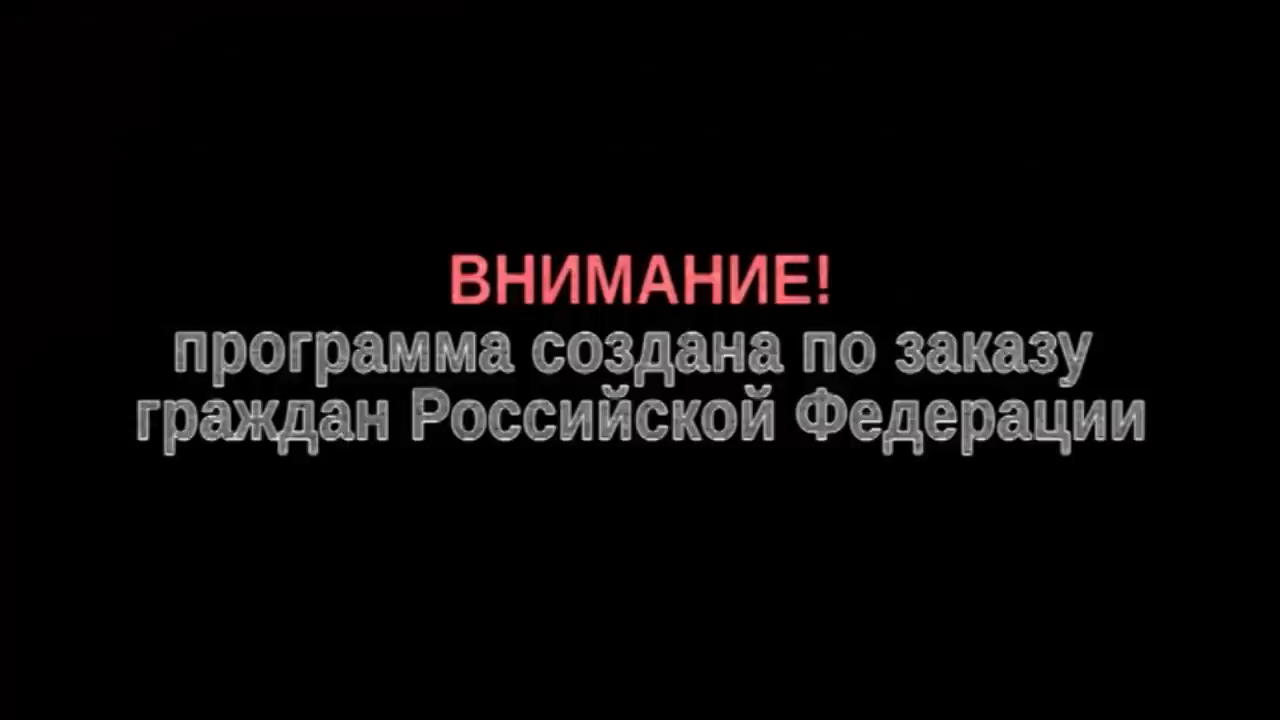 ВНИМАНИЕ!
программа создана по заказу
граждан Российской Федерации